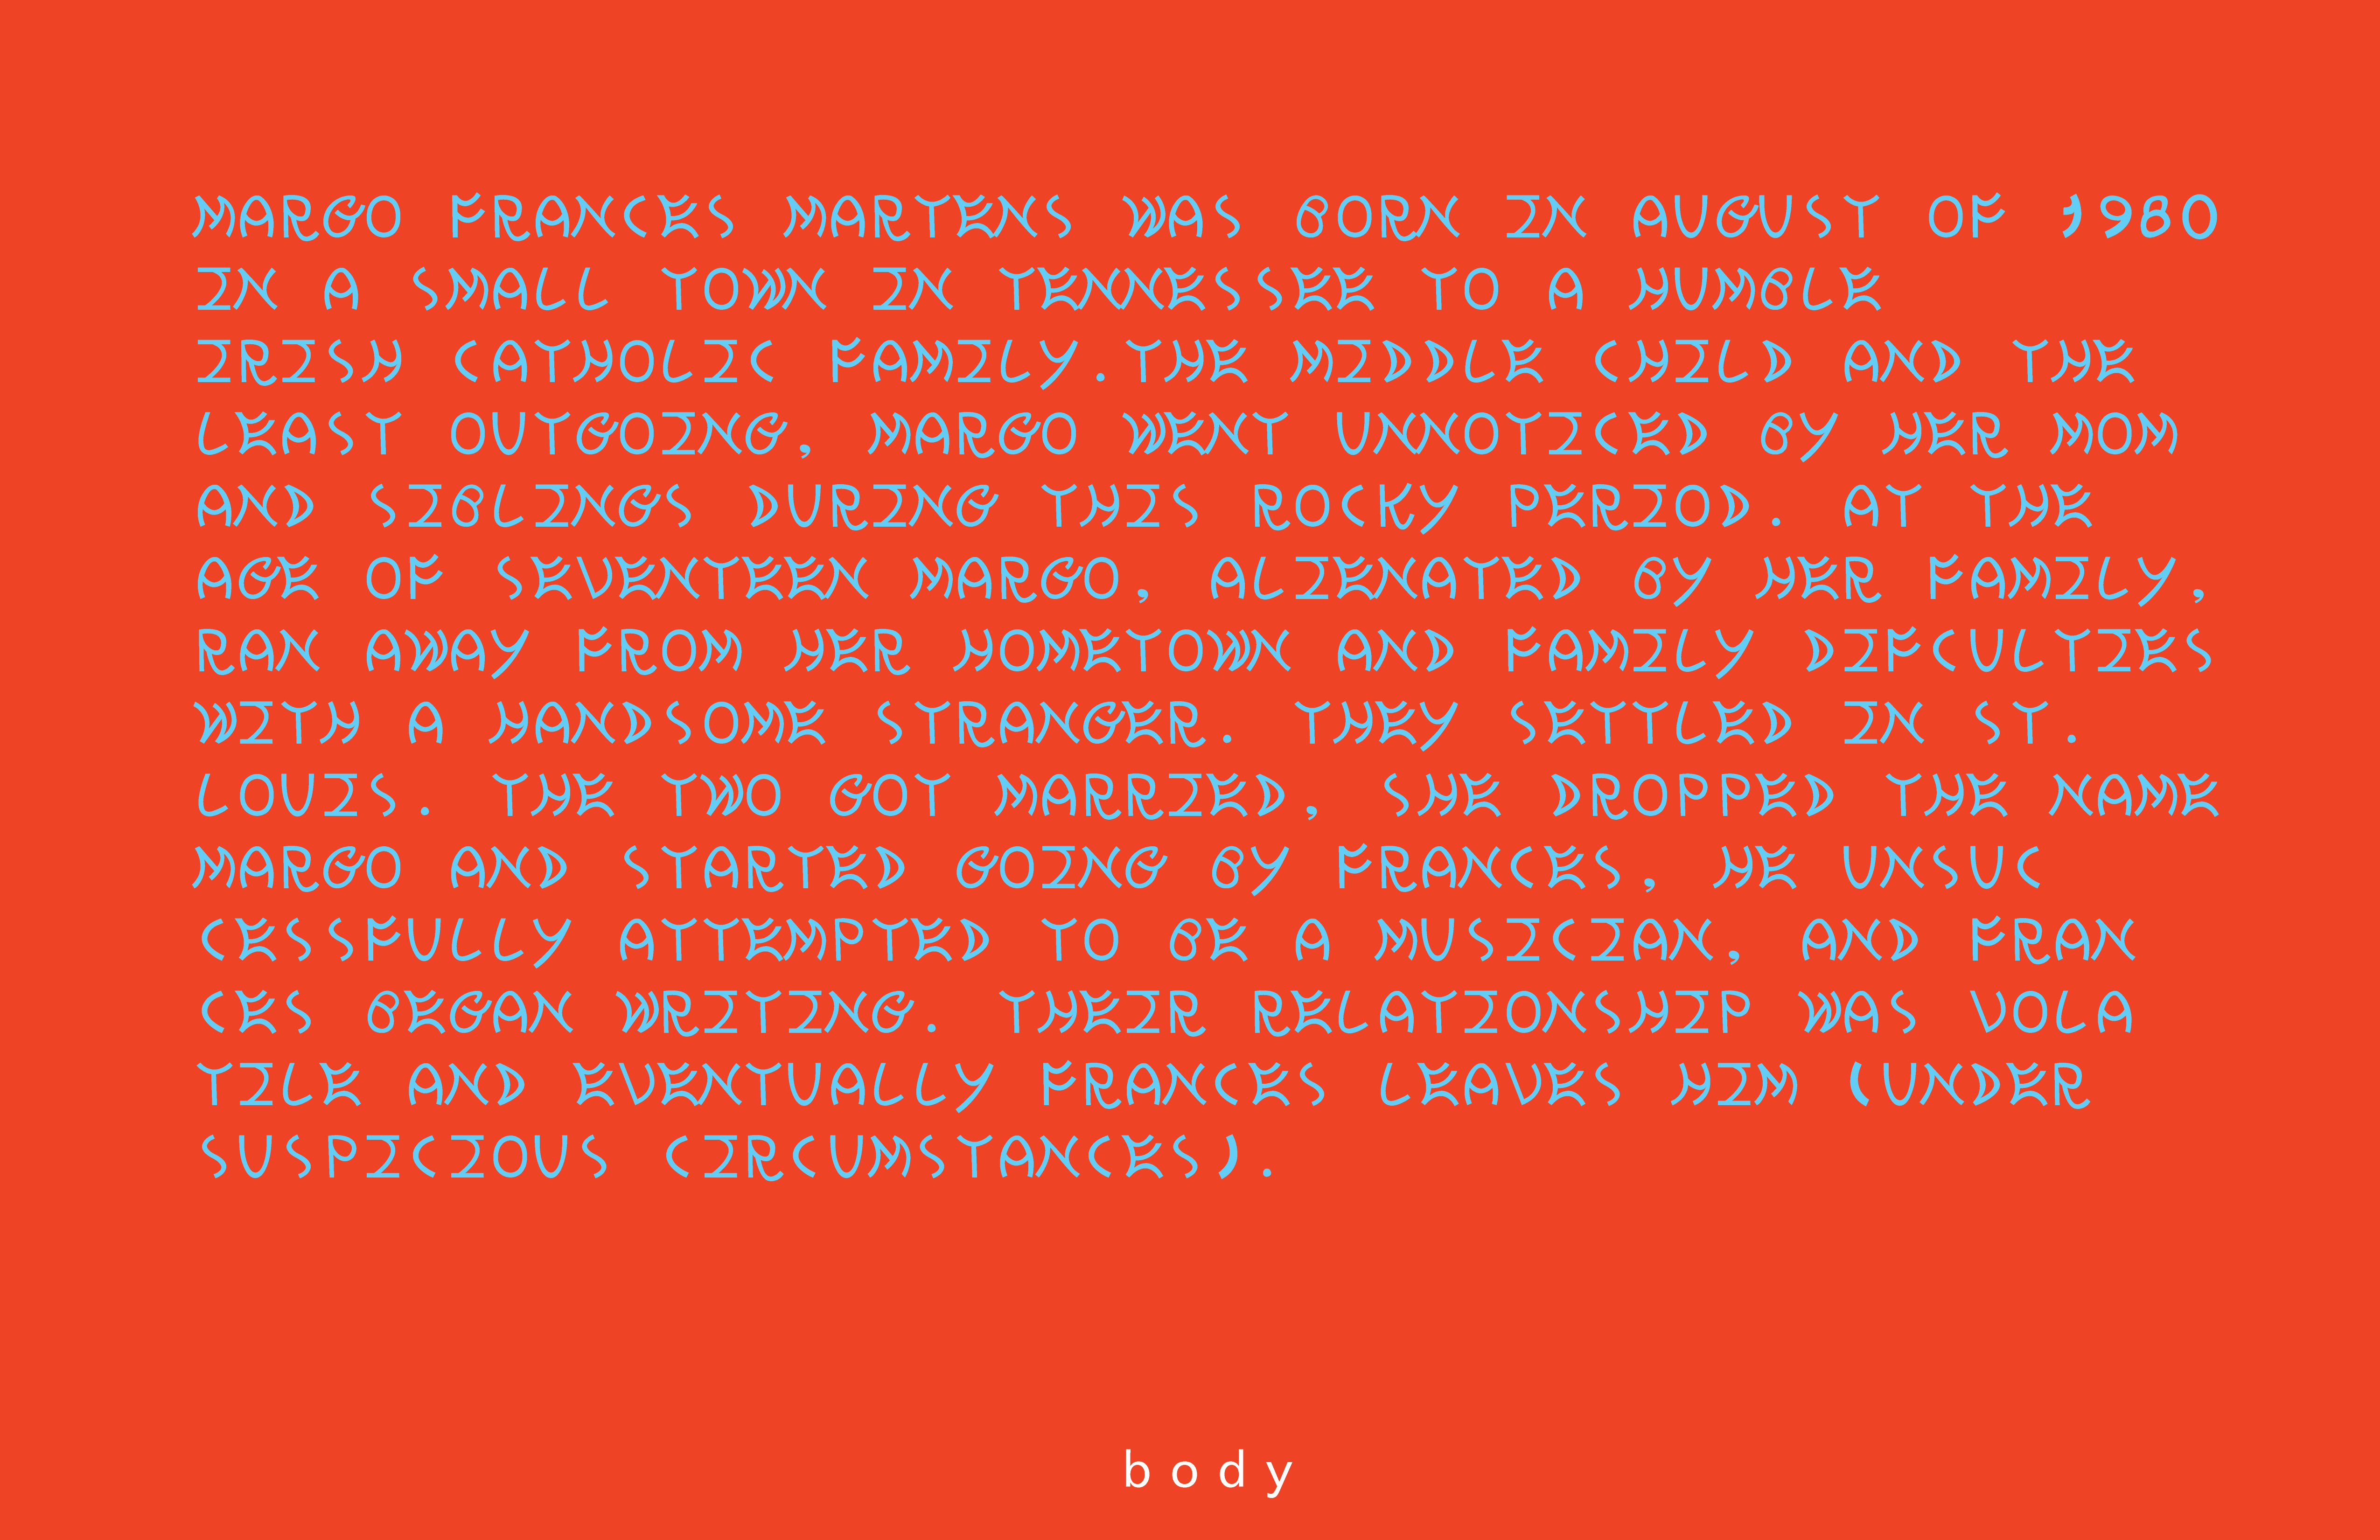 MARGO FRANCES MARTENS WAS BORN IN AUGUST OF 1980
IN A SMALL TOWN IN TENNESSEE TO A HUMBLE
IRISH CATHOLIC FAMILY.THE MIDDLE CHILD AND THE
LEAST OUTGOING, MARGO WENT UNNOTICED BY HER MOM
AND SIBLINGS DURING THIS ROCKY PERIOD. AT THE
AGE OF SEVENTEEN MARGO, ALIENATED BY HER FAMILY,
RAN AWAY FROM HER HOMETOWN AND FAMILY DIFCULTIES
WITH A HANDSOME STRANGER. THEY SETTLED IN ST.
LOUIS. THE TWO GOT MARRIED, SHE DROPPED THE NAME
MARGO AND STARTED GOING BY FRANCES, HE UNSUC
CESSFULLY ATTEMPTED TO BE A MUSICIAN, AND FRAN
CES BEGAN WRITING. THEIR RELATIONSHIP WAS VOLA
TILE AND EVENTUALLY FRANCES LEAVES HIM (UNDER
SUSPICIOUS CIRCUMSTANCES).
body